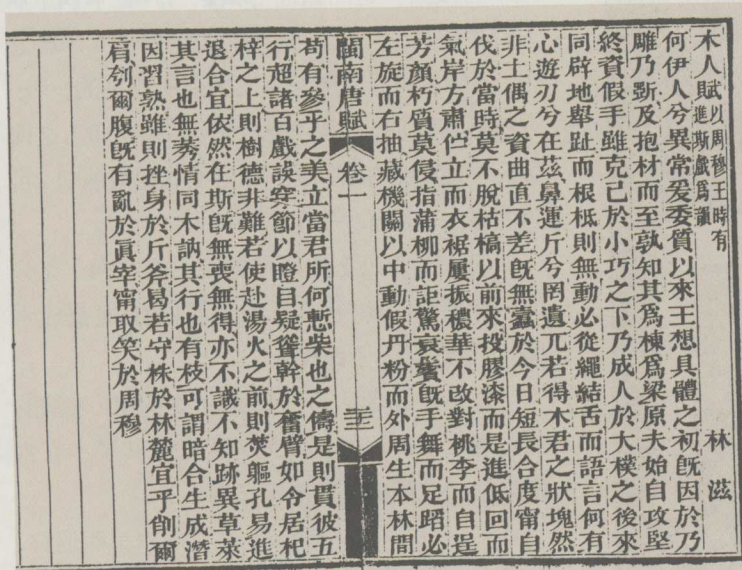 木人賦 以周穆王時有進斯戲爲韻 林滋
何伊人兮異常爰委質以來王想具體之初旣因於乃
雕乃斲及抱材而至孰知其爲棟爲梁原夫始自攻堅
終資假手雖克己於小巧之下乃成人於大樸之後來
同辟地舉趾而根柢則無動必從繩結舌而語言何有
心遊刃兮在茲鼻運斤兮罔遺兀若得木君之狀塊然
非土偶之資曲直不差旣無蠹於今日短長合度甯自
伐於當時莫不脫枯槁以前來投膠漆而是進低回而
氣岸方肅佇立而衣裾屢振穠華不改對桃李而自逞
芳顏朽質莫侵指蒲柳而詎驚衰鬢旣手舞而足蹈必
左旋而右抽藏機關以中動假丹粉而外周生本林間
閩南唐賦 卷一
苟有參乎之美立當君所何慙柴也之儔是則貫彼五
行超諸百戲誤穿節以瞪目疑聳幹於奮臂如令居杞
梓之上則樹德非難若使赴湯火之前則焚軀孔易進
退合宜依然在斯旣無喪無得亦不識不知跡異草萊
其言也無莠情同木訥其行也有枝可謂暗合生成潛
因習熟雖則挫身於斤斧曷若守株於林麓宜乎削爾
肩刳爾腹旣有亂於眞宰甯取笑於周穆